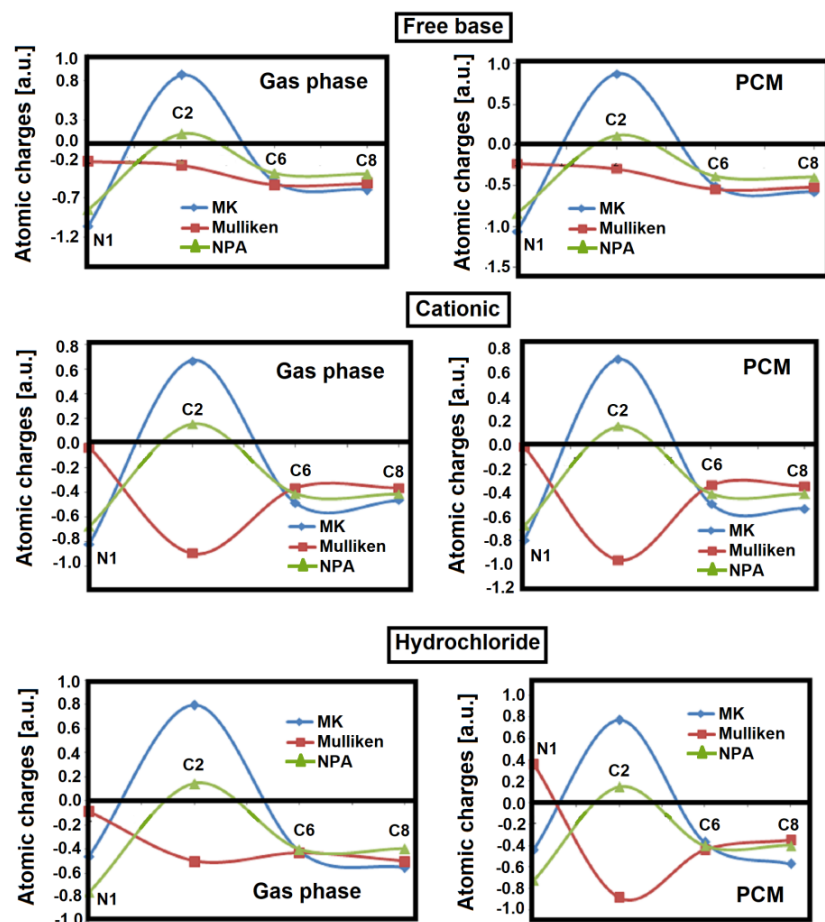 Free base
Atomic charges [a.u.]
1.0
0.8
0.3
0.0
-0.2
-0.7
-1.2
Gas phase
C2
C6
C8
N1
MK
Mulliken
NPA
Atomic charges [a.u.]
1.0
0.5
0.0
-0.5
-1.0
-1.5
PCM
C2
C6
C8
N1
MK
Mulliken
NPA
Cationic
Atomic charges [a.u.]
0.8
0.6
0.4
0.2
0.0
-0.2
-0.4
-0.6
-0.8
-1.0
Gas phase
C2
C6
C8
N1
MK
Mulliken
NPA
Atomic charges [a.u.]
0.8
0.6
0.4
0.2
0.0
-0.2
-0.4
-0.6
-0.8
-1.0
-1.2
PCM
C2
C6
C8
N1
MK
Mulliken
NPA
Hydrochloride
Atomic charges [a.u.]
1.0
0.8
0.6
0.4
0.2
0.0
-0.2
-0.4
-0.6
-0.8
-1.0
MK
Mulliken
NPA
C2
C6
C8
N1
Gas phase
Atomic charges [a.u.]
1.0
0.8
0.6
0.4
0.2
0.0
-0.2
-0.4
-0.6
-0.8
-1.0
N1
MK
Mulliken
NPA
C2
C6
C8
PCM